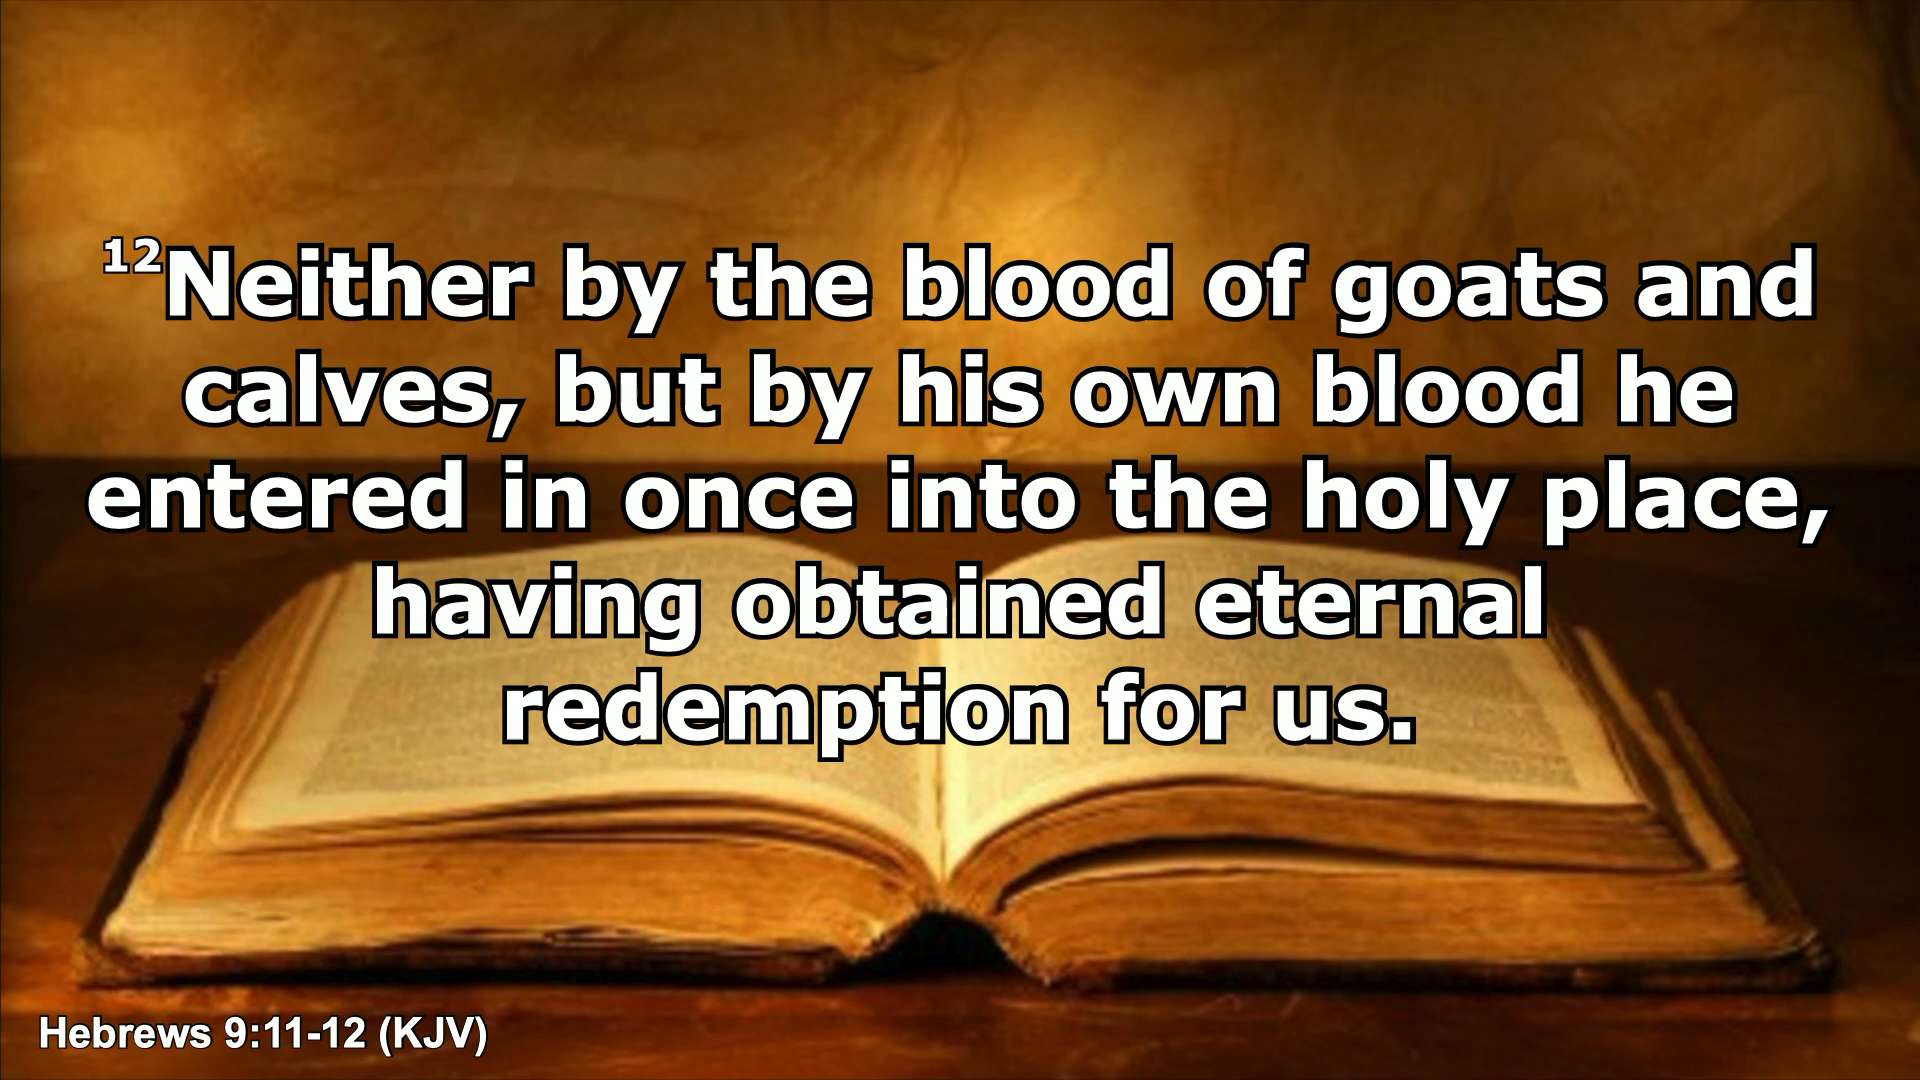 12Neither by the blood of goats and
calves, but by his own blood he
entered in once into the holy place,
having obtained eternal
redemption for us.
Hebrews 9:11-12 (KJV)